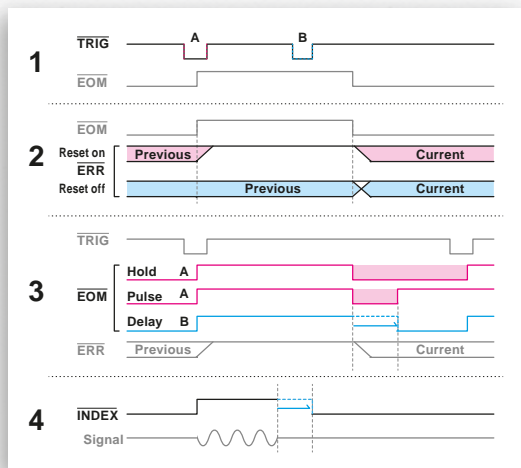 A B
TRIG
1
EOM
EOM
2
Reset on Previous Current
ERR
Reset off Previous Current
TRIG
Hold A
3 EOM Pulse A
Delay B
ERR Previous Current
4 INDEX
Signal